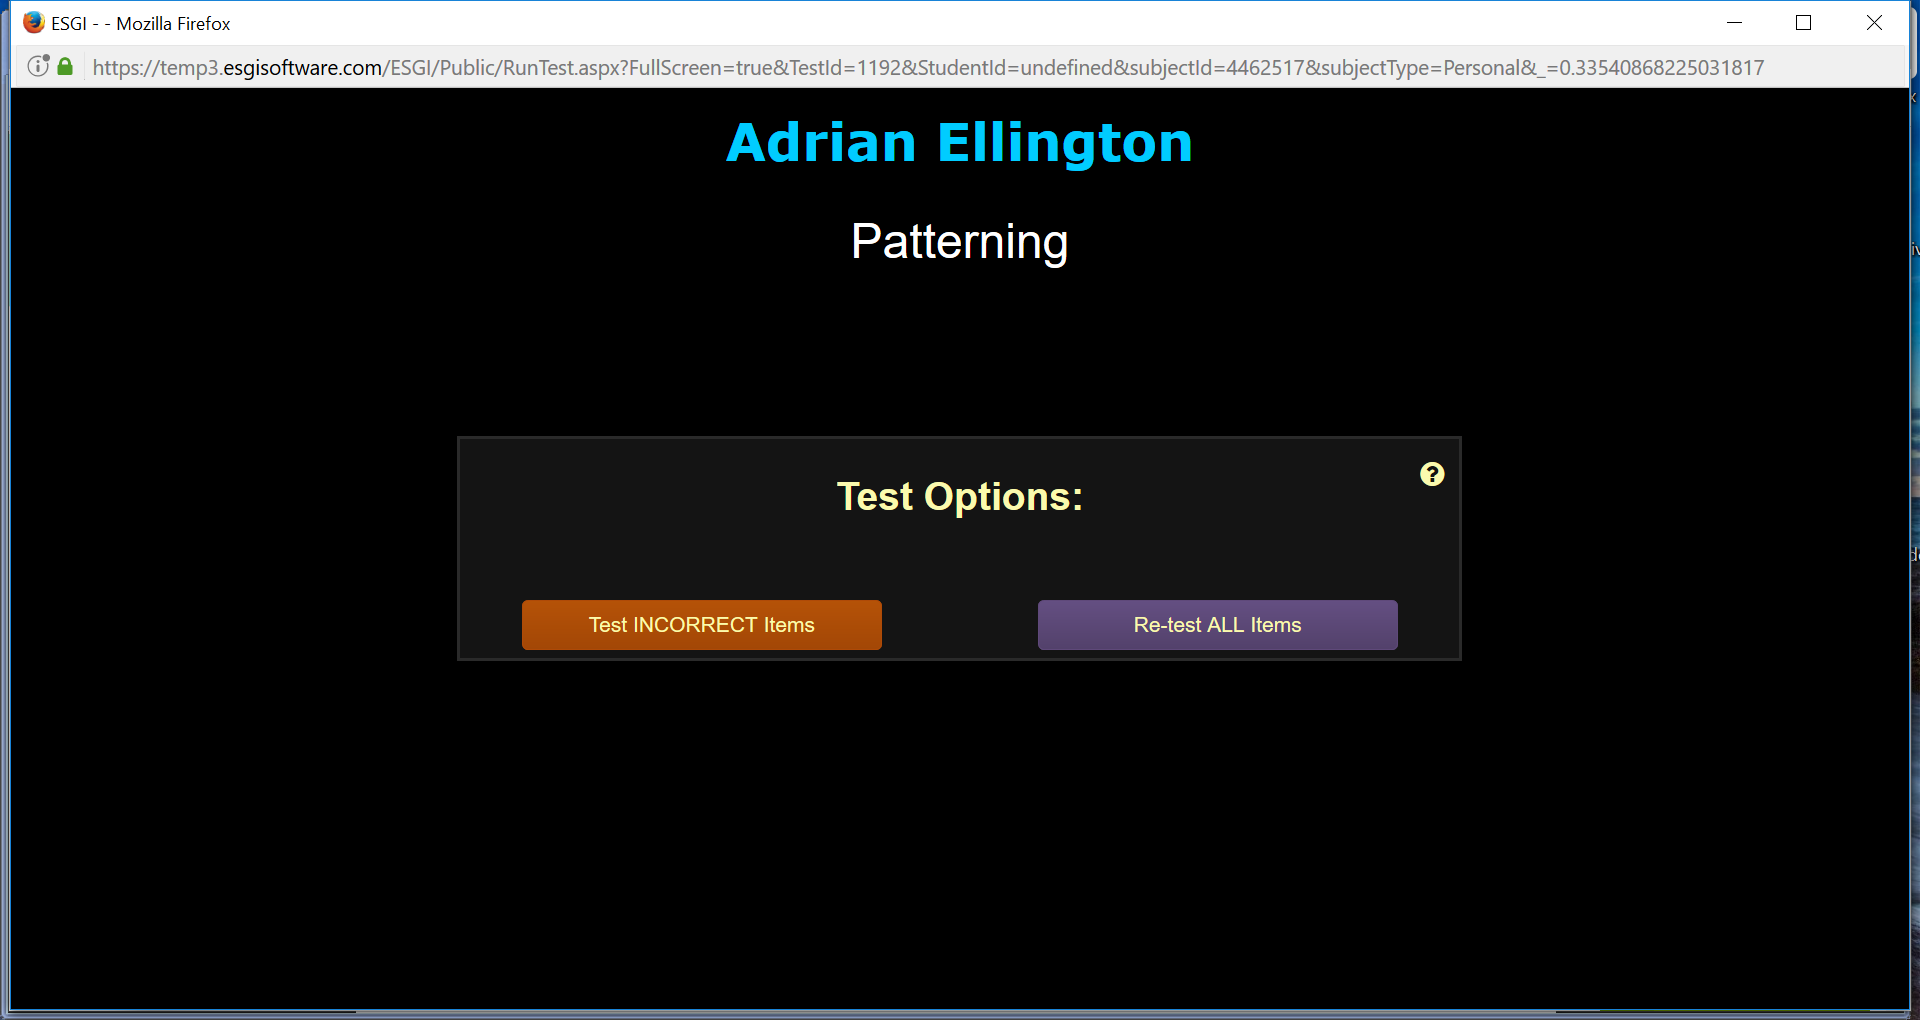 ESGI - - Mozilla Firefox
https://temp3.esgisoftware.com/ESGI/Public/RunTest.aspx?FullScreen=true&TestId=1192&StudentId=undefined&subjectId=4462517&subjectType=Personal&_=0.33540868225031817
Adrian Ellington
Patterning
Test Options:
?
Test INCORRECT Items
Re-test ALL Items